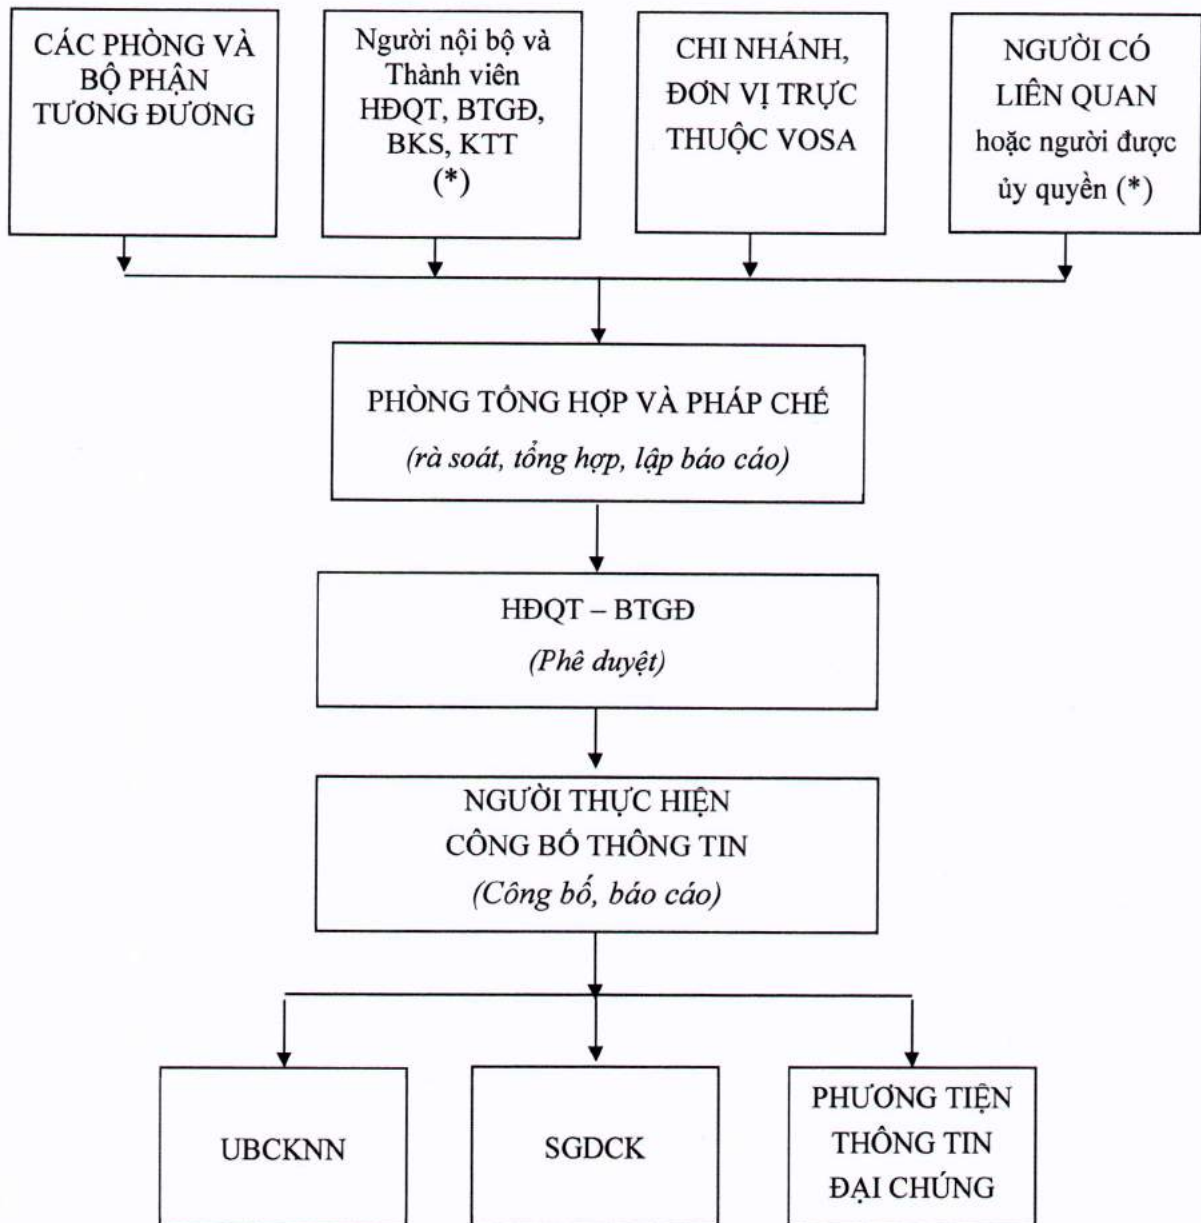 CÁC PHÒNG VÀ
BỘ PHẬN
TƯƠNG ĐƯƠNG
Người nội bộ và
Thành viên
HĐQT, BTGĐ,
BKS, KTT
(*)
CHI NHÁNH,
ĐƠN VỊ TRỰC
THUỘC VOSA
NGƯỜI CÓ
LIÊN QUAN
hoặc người được
ủy quyền (*)
PHÒNG TỔNG HỢP VÀ PHÁP CHẾ
(rà soát, tổng hợp, lập báo cáo)
HĐQT – BTGĐ
(Phê duyệt)
NGƯỜI THỰC HIỆN
CÔNG BỐ THÔNG TIN
(Công bố, báo cáo)
UBCKNN
SGDCK
PHƯƠNG TIỆN
THÔNG TIN
ĐẠI CHÚNG